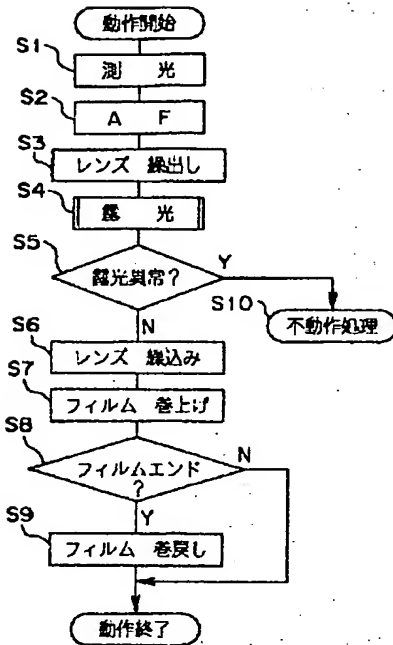 動作開始
S1
測 光
S2
A F
S3
レンズ 繰出し
S4
露 光
S5
露光異常?
Y
S10
不動作処理
N
S6
レンズ 繰込み
S7
フィルム 巻上げ
S8
フィルムエンド
?
N
Y
S9
フィルム 巻戻し
動作終了